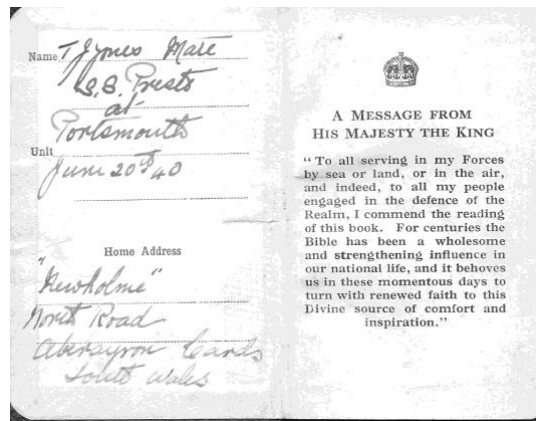 Name T J Jones Mate
S.S. Presto
at
Portsmouth
Unit
June 20th 40
Home Address
"Newholme"
North Road
Aberayron Cards
South Wales
A MESSAGE FROM
HIS MAJESTY THE KING
"To all serving in my Forces
by sea or land, or in the air,
and indeed, to all my people
engaged in the defence of the
Realm, I commend the reading
of this book. For centuries the
Bible has been a wholesome
and strengthening influence in
our national life, and it behoves
us in these momentous days to
turn with renewed faith to this
Divine source of comfort and
inspiration."